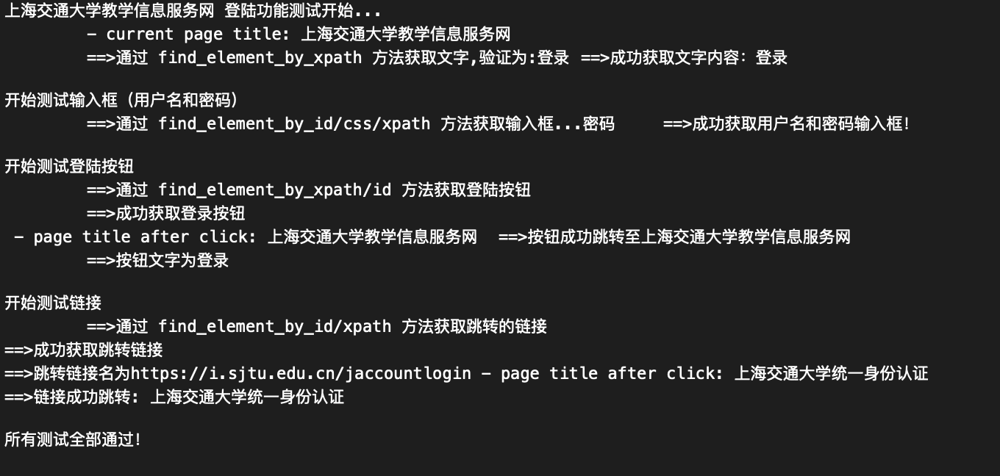 上海交通大学教学信息服务网 登陆功能测试开始...
- current page title: 上海交通大学教学信息服务网
==>通过 find_element_by_xpath 方法获取文字,验证为:登录 ==>成功获取文字内容: 登录
开始测试输入框（用户名和密码）
==>通过 find_element_by_id/css/xpath 方法获取输入框...密码 ==>成功获取用户名和密码输入框!
开始测试登陆按钮
==>通过 find_element_by_xpath/id 方法获取登陆按钮
==>成功获取登录按钮
- page title after click: 上海交通大学教学信息服务网 ==>按钮成功跳转至上海交通大学教学信息服务网
==>按钮文字为登录
开始测试链接
==>通过 find_element_by_id/xpath 方法获取跳转的链接
==>成功获取跳转链接
==>跳转链接名为https://i.sjtu.edu.cn/jaccountlogin - page title after click: 上海交通大学统一身份认证
==>链接成功跳转: 上海交通大学统一身份认证
所有测试全部通过!